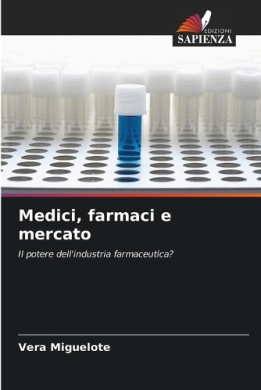 EDIZIONI
SAPIENZA
Medici, farmaci e
mercato
Il potere dell'industria farmaceutica?
Vera Miguelote